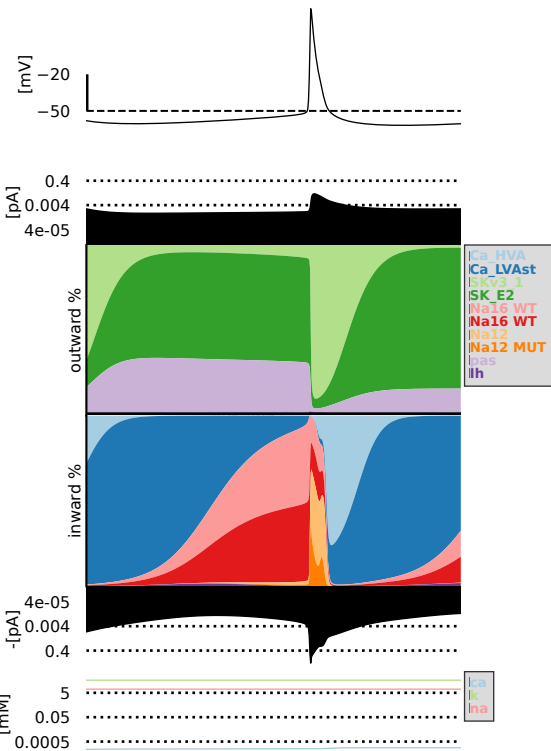 [mV]
−20
−50
[pA]
0.4
0.004
4e-05
outward %
Ca_HVA
Ca_LVAst
SKv3_1
SK_E2
Na16 WT
Na16 WT
Na12
Na12 MUT
pas
Ih
inward %
-[pA]
4e-05
0.004
0.4
[mM]
5
0.05
0.0005
ca
k
na